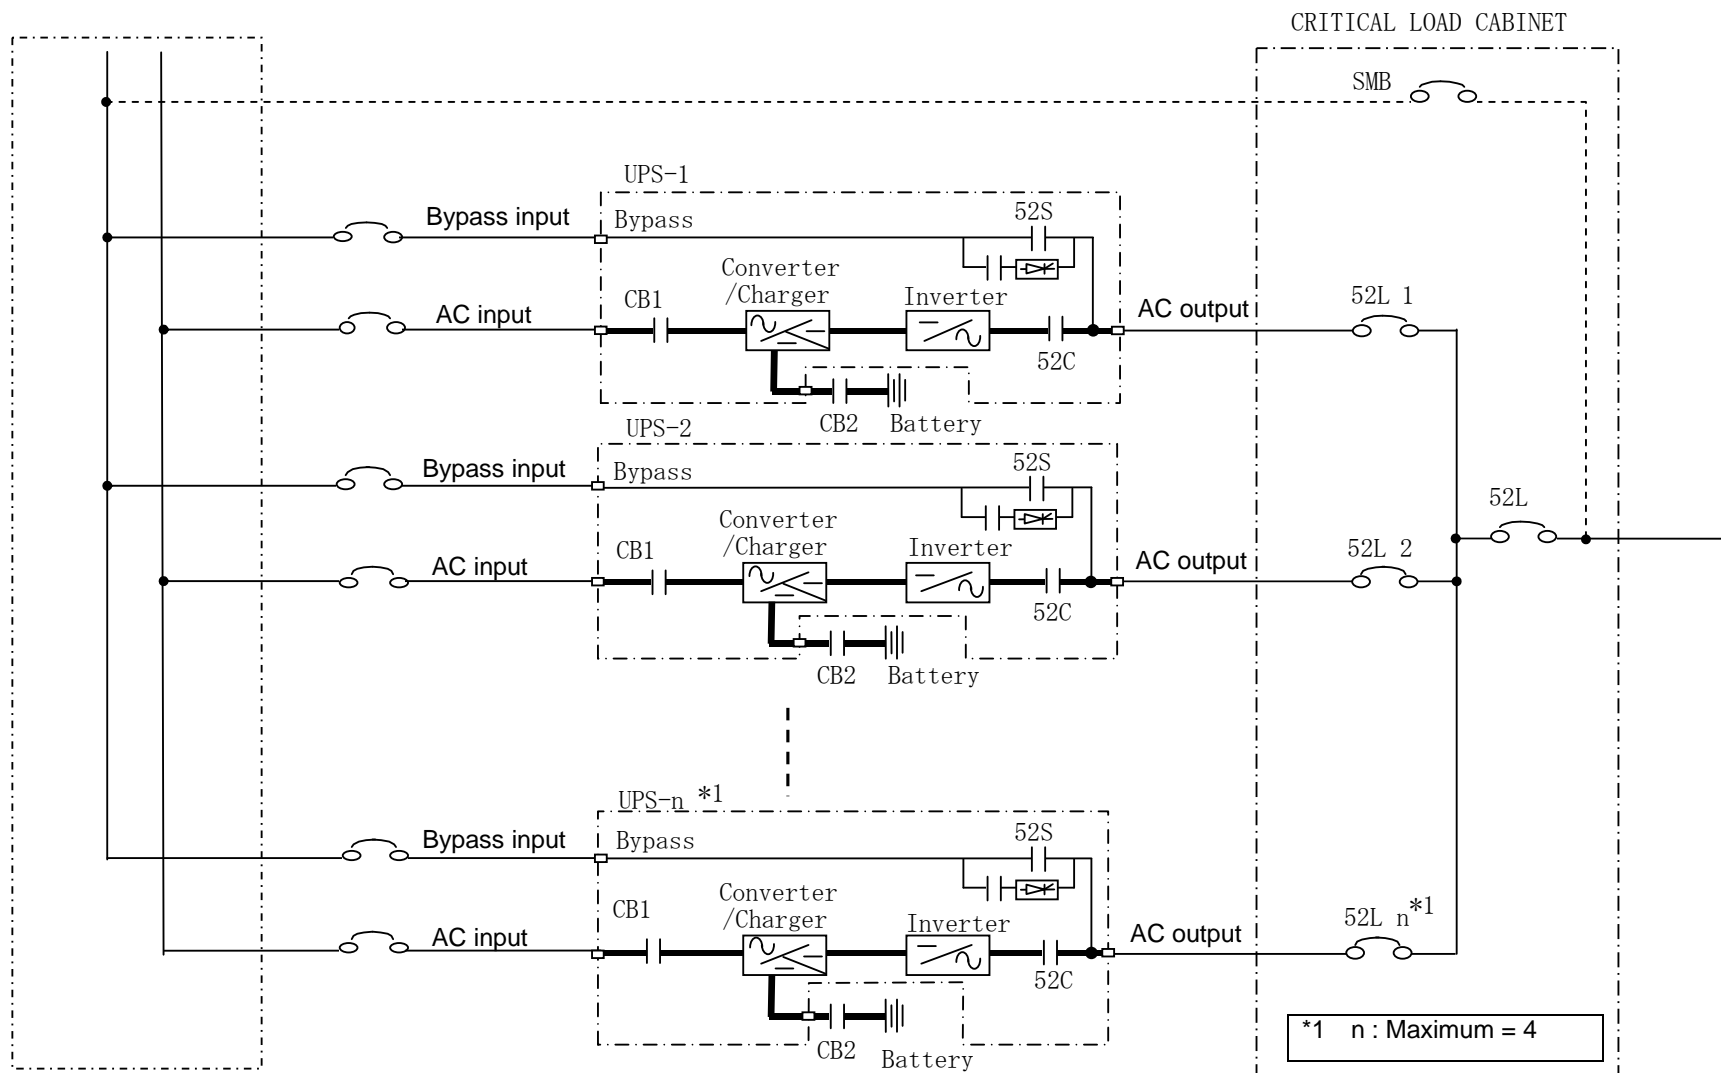 CRITICAL LOAD CABINET
SMB
UPS-1
Bypass input
Bypass
52S
Converter
/Charger
Inverter
CB1
AC input
AC output
52L 1
52C
CB2
Battery
UPS-2
Bypass input
Bypass
52S
52L
Converter
/Charger
Inverter
CB1
AC input
AC output
52L 2
52C
CB2
Battery
UPS-n *1
Bypass input
Bypass
52S
Converter
/Charger
Inverter
CB1
AC input
AC output
52L n*1
52C
CB2
Battery
*1 n : Maximum = 4